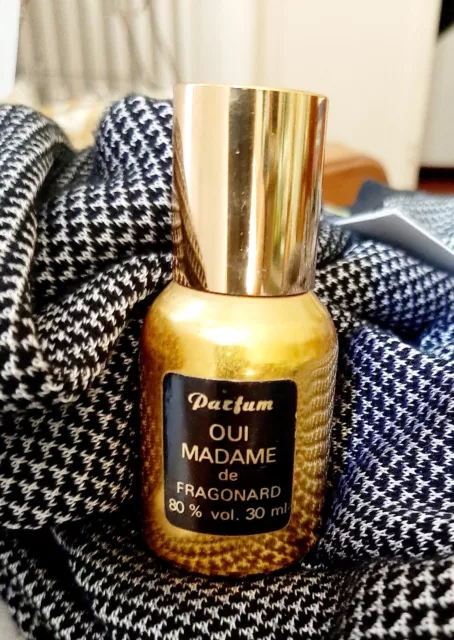 Parfum
OUI
MADAME
de
FRAGONARD
80 % vol. 30 ml